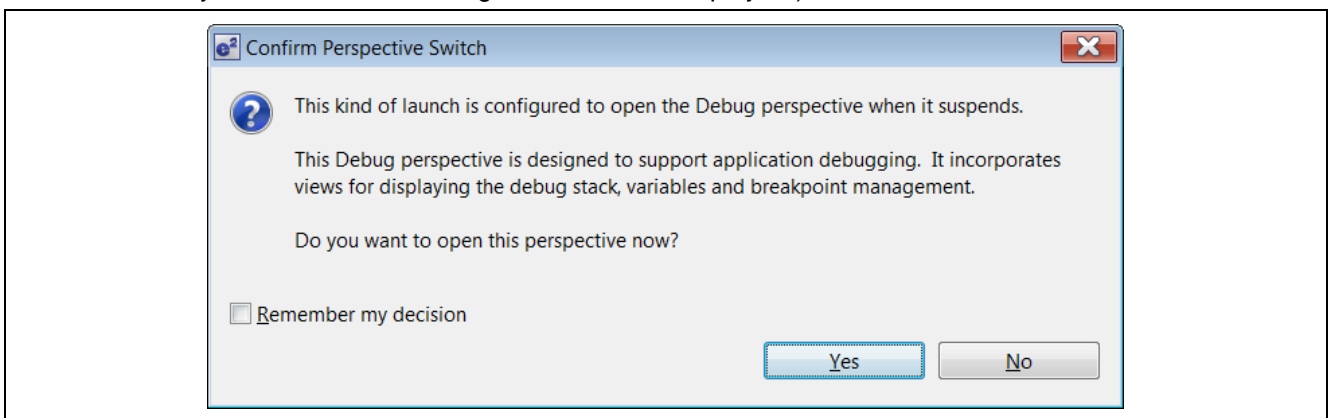 e²
Confirm Perspective Switch
This kind of launch is configured to open the Debug perspective when it suspends.
This Debug perspective is designed to support application debugging. It incorporates
views for displaying the debug stack, variables and breakpoint management.
Do you want to open this perspective now?
Remember my decision
Yes No